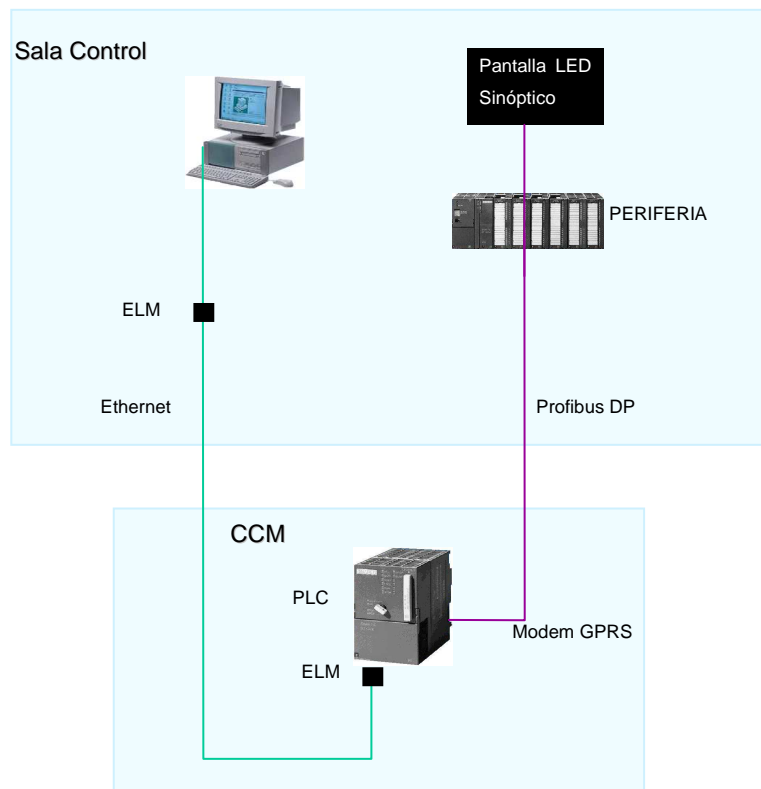 Sala Control
Pantalla LED
Sinóptico
PERIFERIA
ELM
Ethernet
Profibus DP
CCM
PLC
Modem GPRS
ELM